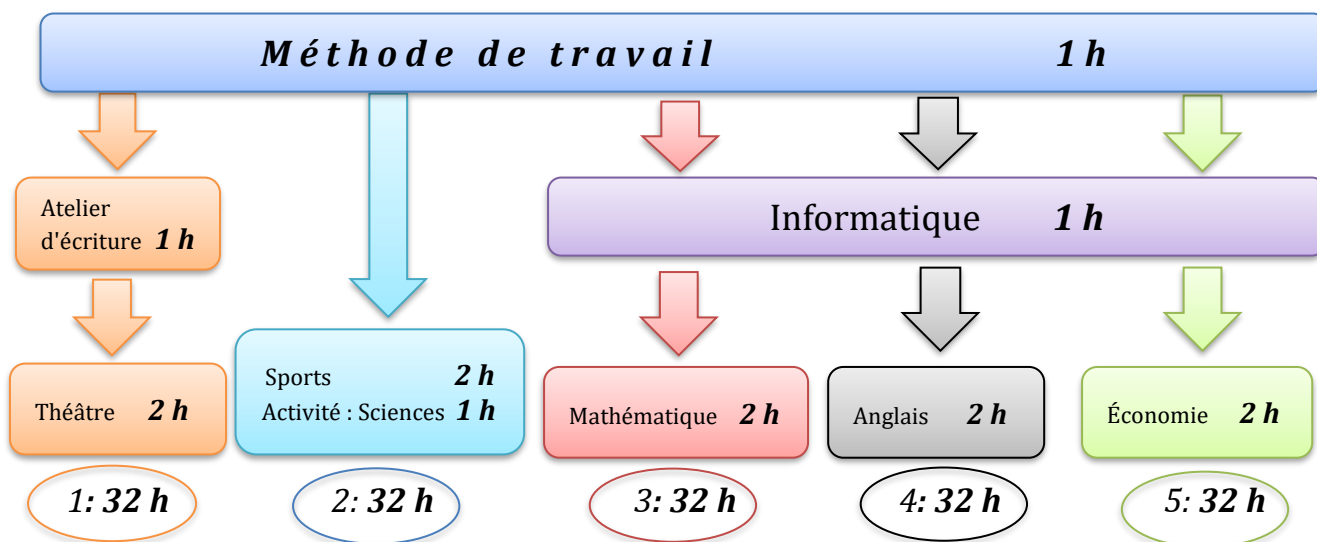 Méthode de travail 1 h
Atelier
d'écriture 1 h
Informatique 1 h
Sports 2 h
Activité : Sciences 1 h
Théâtre 2 h
Mathématique 2 h
Anglais 2 h
Économie 2 h
1: 32 h
2: 32 h
3: 32 h
4: 32 h
5: 32 h